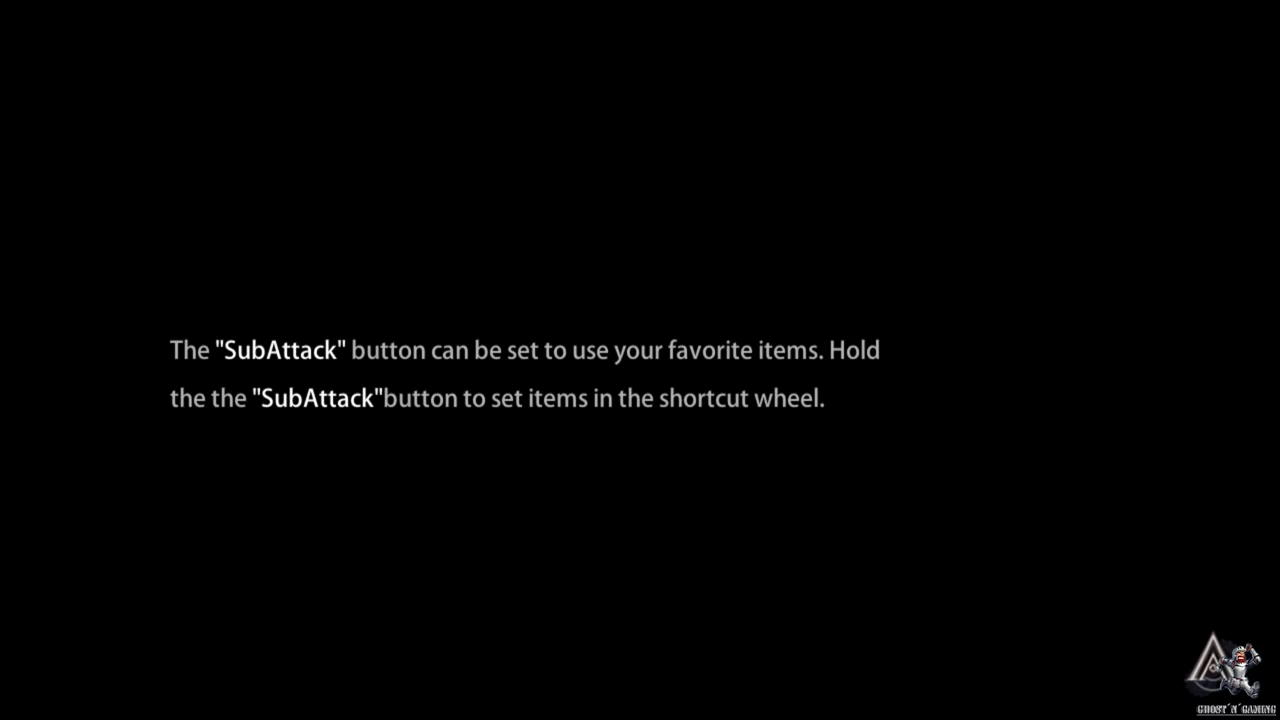 The "SubAttack" button can be set to use your favorite items. Hold
the the "SubAttack"button to set items in the shortcut wheel.
GHOST´N´GAMING